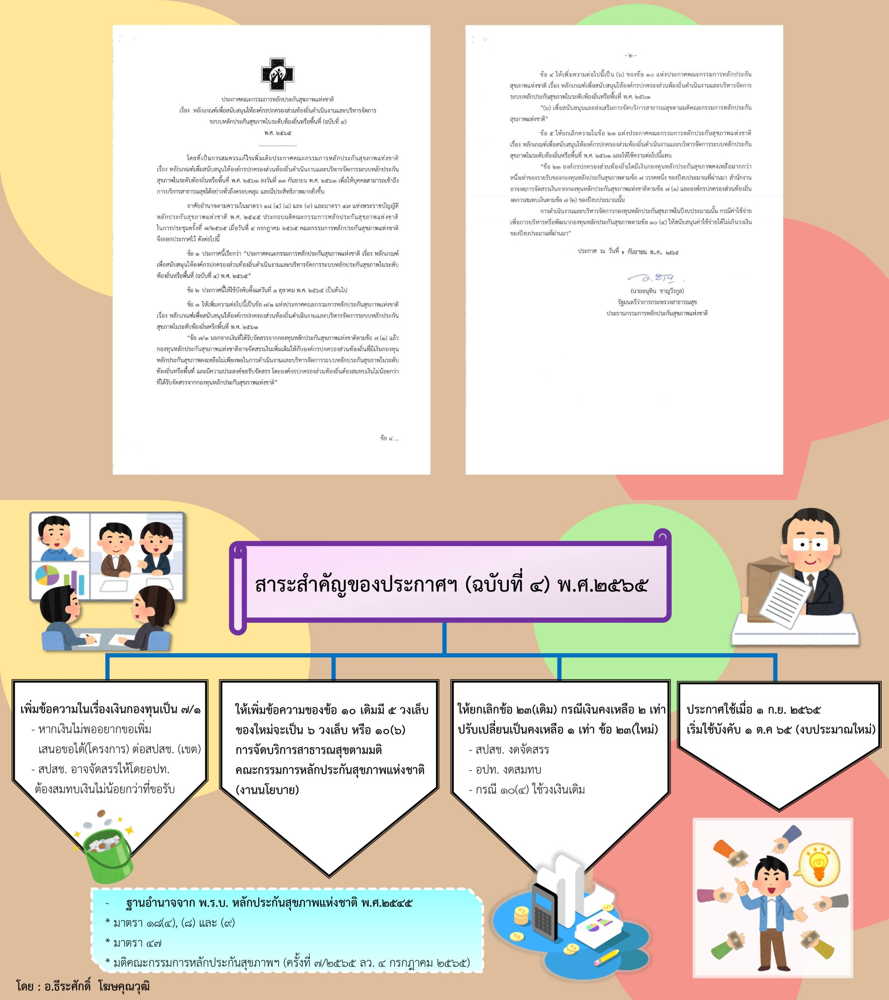 ประกาศคณะกรรมการหลักประกันสุขภาพแห่งชาติ
เรื่อง หลักเกณฑ์เพื่อสนับสนุนให้องค์กรปกครองส่วนท้องถิ่นดำเนินงานและบริหารจัดการ
ระบบหลักประกันสุขภาพในระดับท้องถิ่นหรือพื้นที่ (ฉบับที่ ๔)
พ.ศ. ๒๕๖๕
โดยที่เป็นการสมควรแก้ไขเพิ่มเติมประกาศคณะกรรมการหลักประกันสุขภาพแห่งชาติ
เรื่อง หลักเกณฑ์เพื่อสนับสนุนให้องค์กรปกครองส่วนท้องถิ่นดำเนินงานและบริหารจัดการระบบหลักประกัน
สุขภาพในระดับท้องถิ่นหรือพื้นที่ พ.ศ. ๒๕๖๑ ลงวันที่ ๑๓ กันยายน พ.ศ. ๒๕๖๑ เพื่อให้บุคคลสามารถเข้าถึง
การบริการสาธารณสุขได้อย่างทั่วถึงครอบคลุม และมีประสิทธิภาพมากยิ่งขึ้น
อาศัยอำนาจตามความในมาตรา ๑๘ (๔) (๘) และ (๙) และมาตรา ๔๗ แห่งพระราชบัญญัติ
หลักประกันสุขภาพแห่งชาติ พ.ศ. ๒๕๔๕ ประกอบมติคณะกรรมการหลักประกันสุขภาพแห่งชาติ
ในการประชุมครั้งที่ ๗/๒๕๖๕ เมื่อวันที่ ๔ กรกฎาคม ๒๕๖๕ คณะกรรมการหลักประกันสุขภาพแห่งชาติ
จึงออกประกาศไว้ ดังต่อไปนี้
ข้อ ๑ ประกาศนี้เรียกว่า “ประกาศคณะกรรมการหลักประกันสุขภาพแห่งชาติ เรื่อง หลักเกณฑ์
เพื่อสนับสนุนให้องค์กรปกครองส่วนท้องถิ่นดำเนินงานและบริหารจัดการระบบหลักประกันสุขภาพในระดับ
ท้องถิ่นหรือพื้นที่ (ฉบับที่ ๔) พ.ศ. ๒๕๖๕”
ข้อ ๒ ประกาศนี้ให้ใช้บังคับตั้งแต่วันที่ ๑ ตุลาคม พ.ศ. ๒๕๖๕ เป็นต้นไป
ข้อ ๓ ให้เพิ่มความต่อไปนี้เป็นข้อ ๗/๑ แห่งประกาศคณะกรรมการหลักประกันสุขภาพแห่งชาติ
เรื่อง หลักเกณฑ์เพื่อสนับสนุนให้องค์กรปกครองส่วนท้องถิ่นดำเนินงานและบริหารจัดการระบบหลักประกัน
สุขภาพในระดับท้องถิ่นหรือพื้นที่ พ.ศ. ๒๕๖๑
“ข้อ ๗/๑ นอกจากเงินที่ได้รับจัดสรรจากกองทุนหลักประกันสุขภาพแห่งชาติตามข้อ ๗ (๑) แล้ว
กองทุนหลักประกันสุขภาพแห่งชาติอาจจัดสรรเงินเพิ่มเติมให้กับองค์กรปกครองส่วนท้องถิ่นที่มีเงินกองทุน
หลักประกันสุขภาพคงเหลือไม่เพียงพอในการดำเนินงานและบริหารจัดการระบบหลักประกันสุขภาพในระดับ
ท้องถิ่นหรือพื้นที่ และมีความประสงค์ขอรับจัดสรร โดยองค์กรปกครองส่วนท้องถิ่นต้องสมทบเงินไม่น้อยกว่า
ที่ได้รับจัดสรรจากกองทุนหลักประกันสุขภาพแห่งชาติ”
ข้อ ๔ ...
- ๒ -
ข้อ ๔ ให้เพิ่มความต่อไปนี้เป็น (๖) ของข้อ ๑๐ แห่งประกาศคณะกรรมการหลักประกัน
สุขภาพแห่งชาติ เรื่อง หลักเกณฑ์เพื่อสนับสนุนให้องค์กรปกครองส่วนท้องถิ่นดำเนินงานและบริหารจัดการ
ระบบหลักประกันสุขภาพในระดับท้องถิ่นหรือพื้นที่ พ.ศ. ๒๕๖๑
“(๖) เพื่อสนับสนุนและส่งเสริมการจัดบริการสาธารณสุขตามมติคณะกรรมการหลักประกัน
สุขภาพแห่งชาติ”
ข้อ ๕ ให้ยกเลิกความในข้อ ๒๓ แห่งประกาศคณะกรรมการหลักประกันสุขภาพแห่งชาติ
เรื่อง หลักเกณฑ์เพื่อสนับสนุนให้องค์กรปกครองส่วนท้องถิ่นดำเนินงานและบริหารจัดการระบบหลักประกัน
สุขภาพในระดับท้องถิ่นหรือพื้นที่ พ.ศ. ๒๕๖๑ และให้ใช้ความต่อไปนี้แทน
“ข้อ ๒๓ องค์กรปกครองส่วนท้องถิ่นใดมีเงินกองทุนหลักประกันสุขภาพคงเหลือมากกว่า
หนึ่งเท่าของรายรับของกองทุนหลักประกันสุขภาพตามข้อ ๗ วรรคหนึ่ง ของปีงบประมาณที่ผ่านมา สำนักงาน
อาจงดการจัดสรรเงินจากกองทุนหลักประกันสุขภาพแห่งชาติตามข้อ ๗ (๑) และองค์กรปกครองส่วนท้องถิ่น
งดการสมทบเงินตามข้อ ๗ (๒) ของปีงบประมาณนั้น
การดำเนินงานและบริหารจัดการกองทุนหลักประกันสุขภาพในปีงบประมาณนั้น กรณีค่าใช้จ่าย
เพื่อการบริหารหรือพัฒนากองทุนหลักประกันสุขภาพตามข้อ ๑๐ (๔) ให้สนับสนุนค่าใช้จ่ายได้ไม่เกินวงเงิน
ของปีงบประมาณที่ผ่านมา”
ประกาศ ณ วันที่ ๑ กันยายน พ.ศ. ๒๕๖๕
(นายอนุทิน ชาญวีรกูล)
รัฐมนตรีว่าการกระทรวงสาธารณสุข
ประธานกรรมการหลักประกันสุขภาพแห่งชาติ
สาระสำคัญของประกาศฯ (ฉบับที่ ๔) พ.ศ.๒๕๖๕
เพิ่มข้อความในเรื่องเงินกองทุนเป็น ๗/๑
- หากเงินไม่พออยากขอเพิ่ม
เสนอขอได้(โครงการ) ต่อสปสช. (เขต)
- สปสช. อาจจัดสรรให้โดยอปท.
ต้องสมทบเงินไม่น้อยกว่าที่ขอรับ
ให้เพิ่มข้อความของข้อ ๑๐ เดิมมี ๕ วงเล็บ
ของใหม่จะเป็น ๖ วงเล็บ หรือ ๑๐(๖)
การจัดบริการสาธารณสุขตามมติ
คณะกรรมการหลักประกันสุขภาพแห่งชาติ
(งานนโยบาย)
ให้ยกเลิกข้อ ๒๓(เดิม) กรณีเงินคงเหลือ ๒ เท่า
ปรับเปลี่ยนเป็นคงเหลือ ๑ เท่า ข้อ ๒๓(ใหม่)
- สปสช. งดจัดสรร
- อปท. งดสมทบ
- กรณี ๑๐(๔) ใช้วงเงินเดิม
ประกาศใช้เมื่อ ๑ ก.ย. ๒๕๖๕
เริ่มใช้บังคับ ๑ ต.ค ๖๕ (งบประมาณใหม่)
- ฐานอำนาจจาก พ.ร.บ. หลักประกันสุขภาพแห่งชาติ พ.ศ.๒๕๔๕
* มาตรา ๑๘(๔), (๘) และ (๙)
* มาตรา ๔๗
* มติคณะกรรมการหลักประกันสุขภาพฯ (ครั้งที่ ๗/๒๕๖๕ ลว. ๔ กรกฎาคม ๒๕๖๕)
โดย : อ.ธีระศักดิ์ โฆษคุณวุฒิ